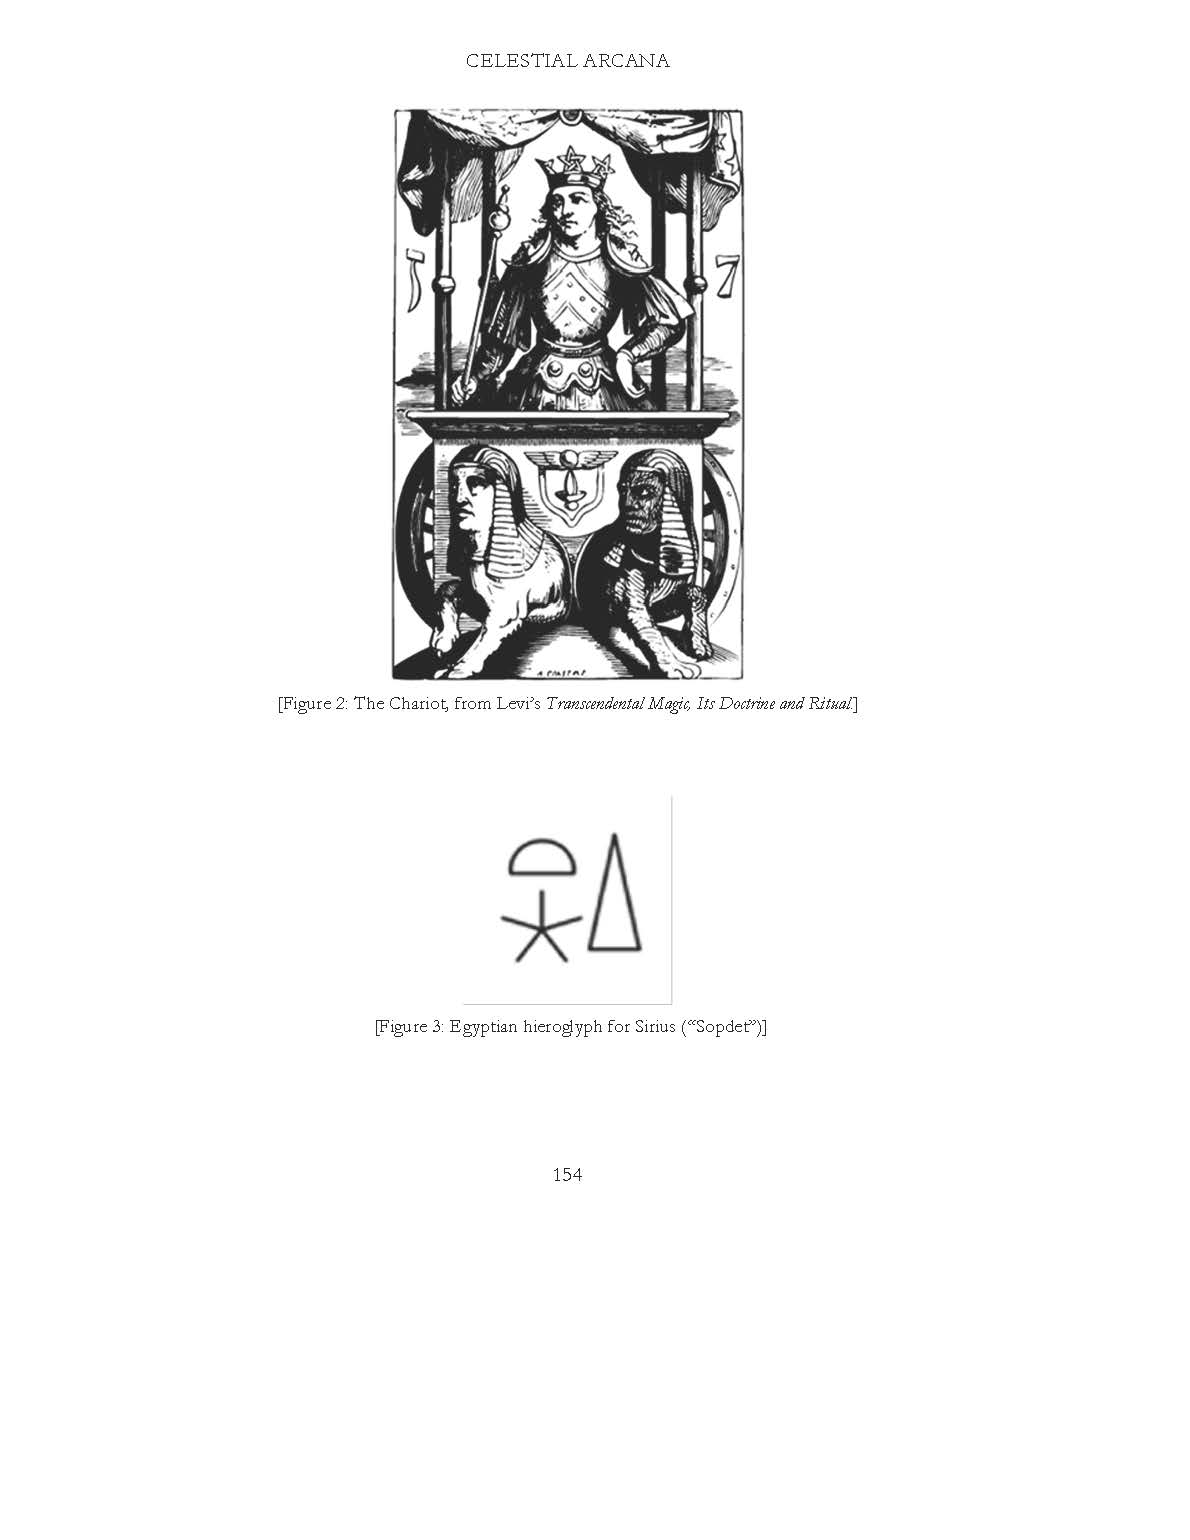 CELESTIAL ARCANA
ז 7
[Figure 2: The Chariot, from Levi’s Transcendental Magic, Its Doctrine and Ritual.]
[Figure 3: Egyptian hieroglyph for Sirius (“Sopdet”)]
154